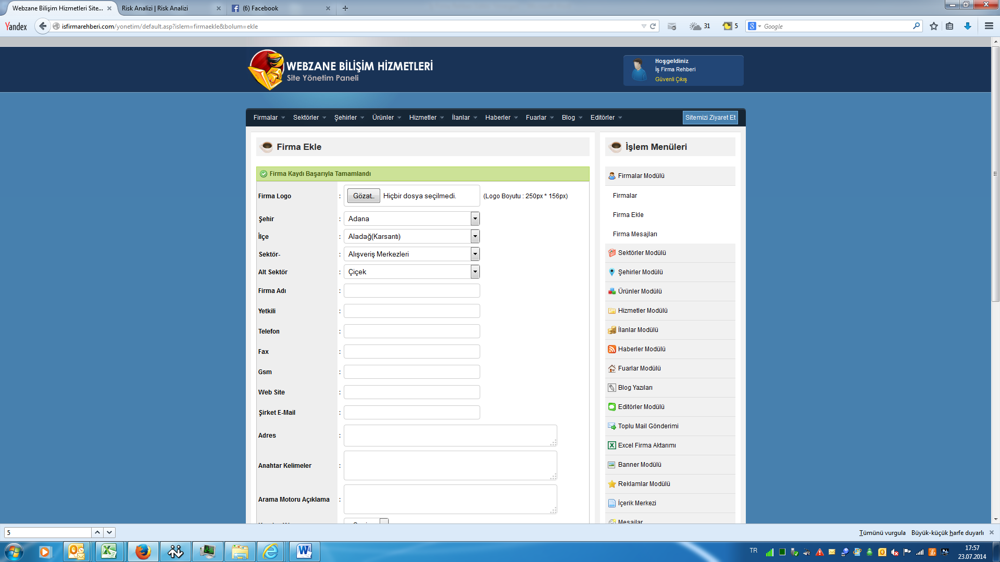 Webzane Bilişim Hizmetleri Site...
Risk Analizi | Risk Analizi
(6) Facebook
Yandex
isfirmarehberi.com/yonetim/default.asp?islem=firmaekle&bolum=ekle
31
5
Google
WEBZANE BİLİŞİM HİZMETLERİ
Site Yönetim Paneli
Hoşgeldiniz
İş Firma Rehberi
Güvenli Çıkış
Firmalar
Sektörler
Şehirler
Ürünler
Hizmetler
İlanlar
Haberler
Fuarlar
Blog
Editörler
Sitemizi Ziyaret Et
Firma Ekle
Firma Kaydı Başarıyla Tamamlandı
Firma Logo : Gözat.. Hiçbir dosya seçilmedi. (Logo Boyutu : 250px * 156px)
Şehir : Adana
İlçe : Aladağ(Karsantı)
Sektör- : Alışveriş Merkezleri
Alt Sektör : Çiçek
Firma Adı :
Yetkili :
Telefon :
Fax :
Gsm :
Web Site :
Şirket E-Mail :
Adres :
Anahtar Kelimeler :
Arama Motoru Açıklama :
İşlem Menüleri
Firmalar Modülü
Firmalar
Firma Ekle
Firma Mesajları
Sektörler Modülü
Şehirler Modülü
Ürünler Modülü
Hizmetler Modülü
İlanlar Modülü
Haberler Modülü
Fuarlar Modülü
Blog Yazıları
Editörler Modülü
Toplu Mail Gönderimi
Excel Firma Aktarımı
Banner Modülü
Reklamlar Modülü
İçerik Merkezi
Mesajlar
5
Tümünü vurgula
Büyük-küçük harfe duyarlı
TR
17:57
23.07.2014